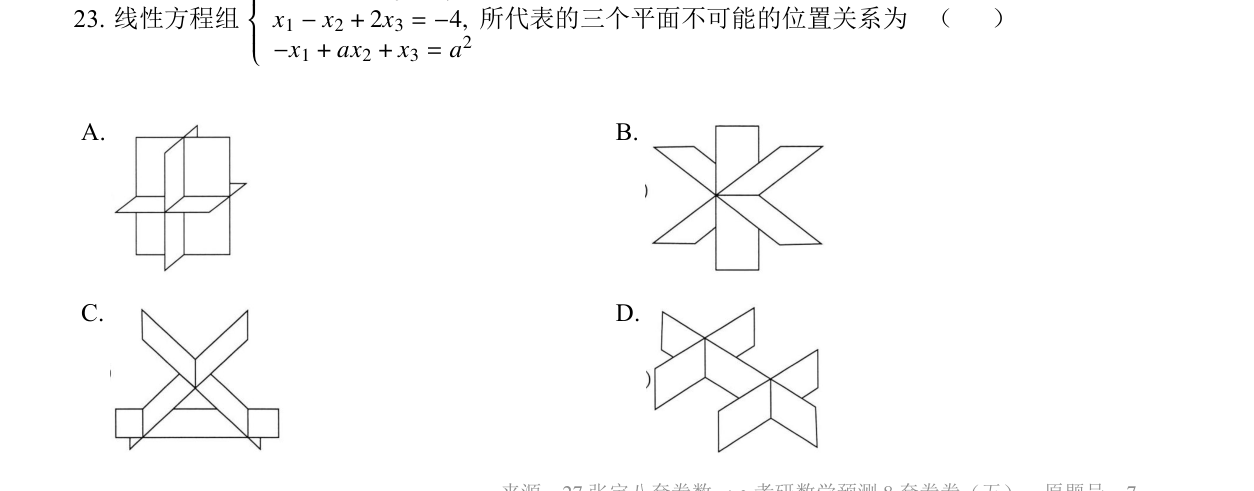 23. 线性方程组 { x₁ − x₂ + 2x₃ = −4, 所代表的三个平面不可能的位置关系为 （ ）
−x₁ + ax₂ + x₃ = a²
A.
B.
)
C.
D.
)